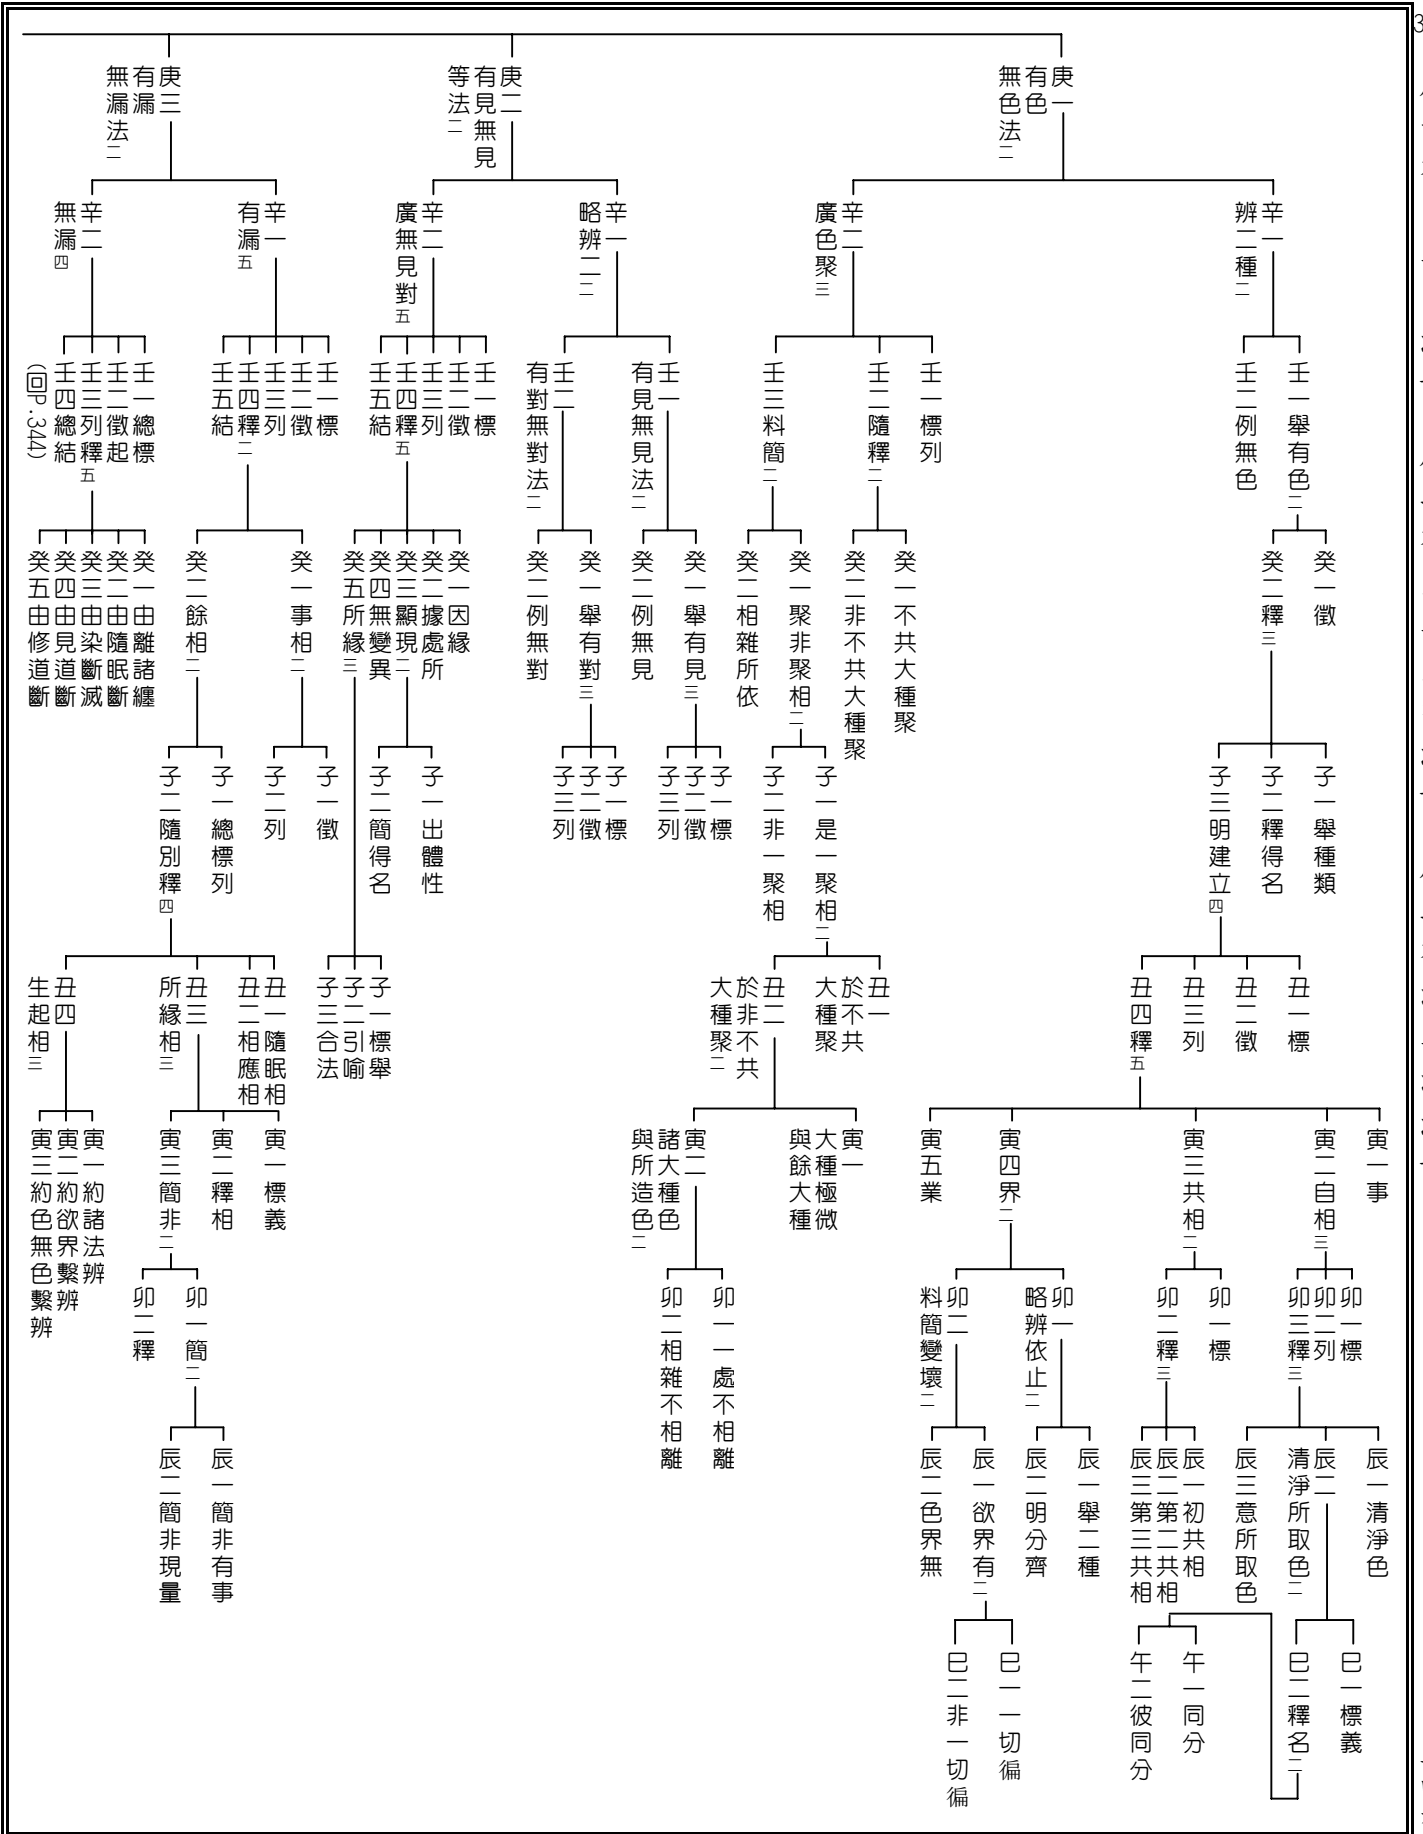 庚一
有色
無色法二
辛一
辨二種二
壬一舉有色二
癸一徵
癸二釋三
子一舉種類
子二釋得名
子三明建立四
丑一標
丑二徵
丑三列
丑四釋五
寅一事
寅二自相三
卯一標
卯二列
卯三釋三
辰一清淨色
辰二
清淨所取色二
巳一標義
巳二釋名二
午一同分
午二彼同分
辰三意所取色
寅三共相二
卯一標
卯二釋三
辰一初共相
辰二第二共相
辰三第三共相
寅四界二
卯一
略辨依止二
辰一舉二種
辰二明分齊
卯二
料簡變壞二
辰一欲界有二
巳一一切徧
巳二非一切徧
辰二色界無
寅五業
壬二例無色
辛二
廣色聚三
壬一標列
壬二隨釋二
癸一不共大種聚
癸二非不共大種聚
壬三料簡二
癸一聚非聚相二
子一是一聚相二
丑一
於不共
大種聚
丑二
於非不共
大種聚二
寅一
大種極微
與餘大種
寅二
諸大種色
與所造色二
卯一一處不相離
卯二相雜不相離
子二非一聚相
癸二相雜所依
庚二
有見無見
等法二
辛一
略辨二二
壬一
有見無見法二
癸一舉有見三
子一標
子二徵
子三列
癸二例無見
壬二
有對無對法二
癸一舉有對三
子一標
子二徵
子三列
癸二例無對
辛二
廣無見對五
壬一標
壬二徵
壬三列
壬四釋五
癸一因緣
癸二據處所
癸三顯現二
子一出體性
子二簡得名
癸四無變異
癸五所緣三
子一標舉
子二引喻
子三合法
壬五結
庚三
有漏
無漏法二
辛一
有漏五
壬一標
壬二徵
壬三列
壬四釋二
癸一事相二
子一徵
子二列
癸二餘相二
子一總標列
子二隨別釋四
丑一隨眠相
丑二相應相
丑三
所緣相三
寅一標義
寅二釋相
寅三簡非二
卯一簡二
辰一簡非有事
辰二簡非現量
卯二釋
丑四
生起相三
寅一約諸法辨
寅二約欲界繫辨
寅三約色無色繫辨
壬五結
辛二
無漏四
壬一總標
壬二徵起
壬三列釋五
癸一由離諸纏
癸二由隨眠斷
癸三由染斷滅
癸四由見道斷
癸五由修道斷
壬四總結
(回P.344)